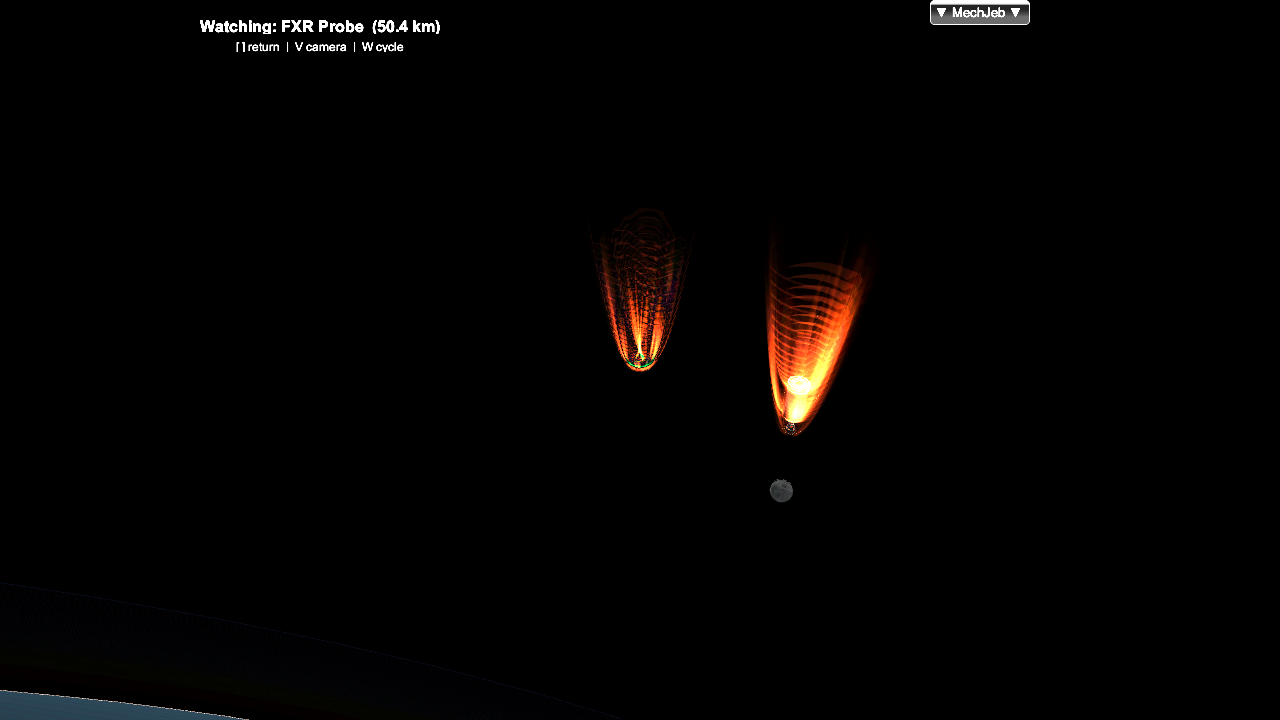 Watching: FXR Probe (50.4 km)
[ ] return | V camera | W cycle
▼ MechJeb ▼